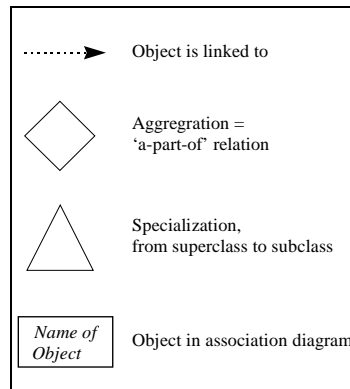 Object is linked to
Aggregration =
‘a-part-of’ relation
Specialization,
from superclass to subclass
Name of
Object
Object in association diagram